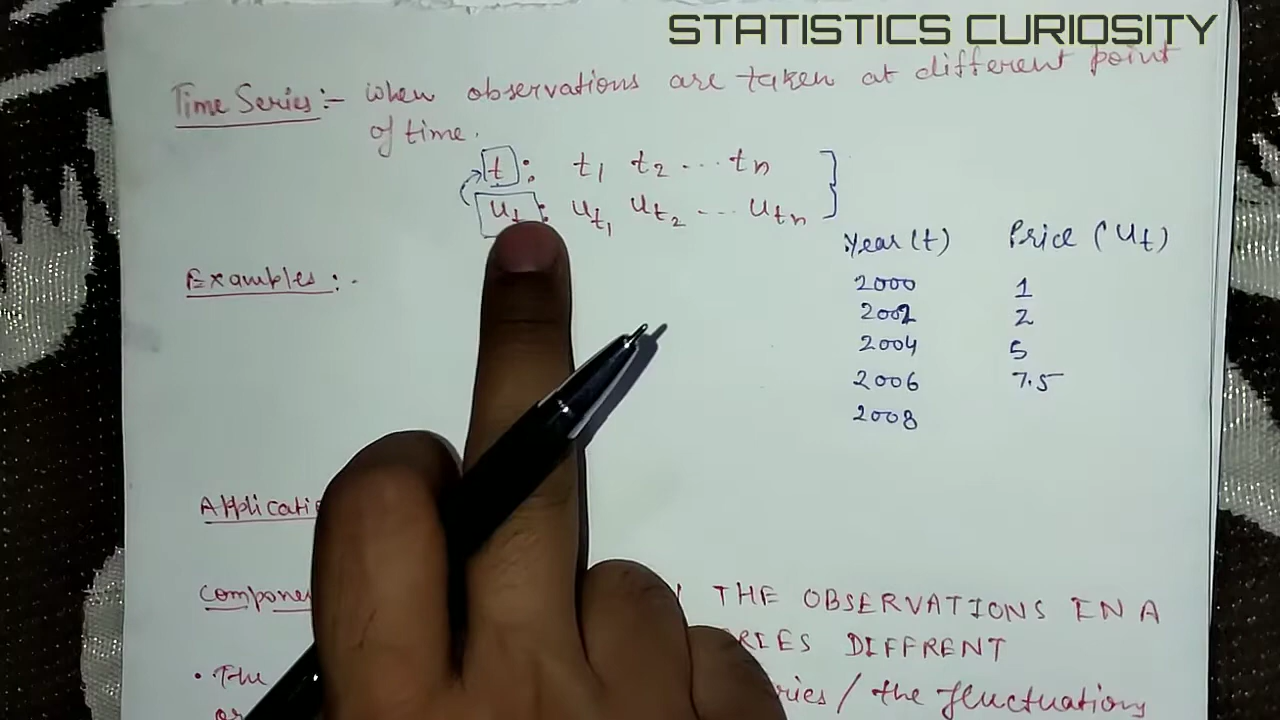 STATISTICS CURIOSITY
Time Series:- When observations are taken at different point
of time.
t : t1 t2 ... tn }
ut : ut1 ut2 ... utn
Year (t) Price (ut)
Examples :-
2000 1
2002 2
2004 5
2006 7.5
2008
THE OBSERVATIONS IN A
DIFFRENT
• The
/ the fluctuations